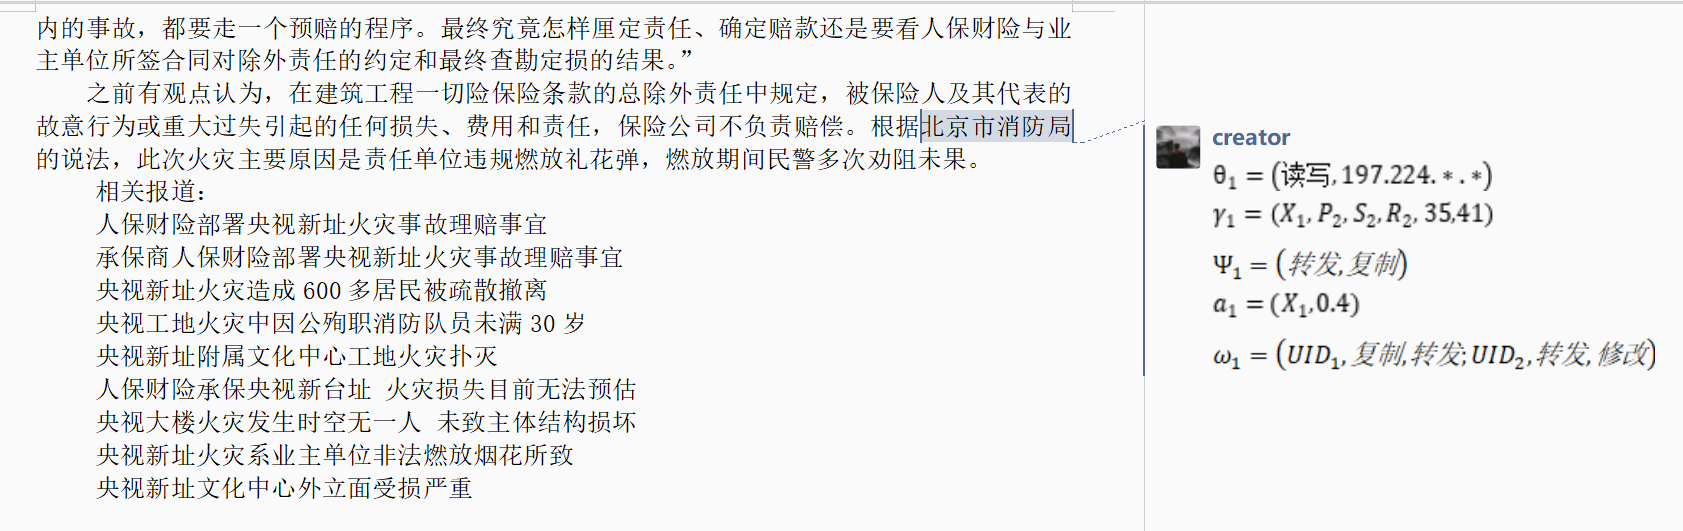 内的事故，都要走一个预赔的程序。最终究竟怎样厘定责任、确定赔款还是要看人保财险与业
主单位所签合同对除外责任的约定和最终查勘定损的结果。”
之前有观点认为，在建筑工程一切险保险条款的总除外责任中规定，被保险人及其代表的
故意行为或重大过失引起的任何损失、费用和责任，保险公司不负责赔偿。根据北京市消防局
的说法，此次火灾主要原因是责任单位违规燃放礼花弹，燃放期间民警多次劝阻未果。
相关报道：
人保财险部署央视新址火灾事故理赔事宜
承保商人保财险部署央视新址火灾事故理赔事宜
央视新址火灾造成 600 多居民被疏散撤离
央视工地火灾中因公殉职消防队员未满 30 岁
央视新址附属文化中心工地火灾扑灭
人保财险承保央视新台址 火灾损失目前无法预估
央视大楼火灾发生时空无一人 未致主体结构损坏
央视新址火灾系业主单位非法燃放烟花所致
央视新址文化中心外立面受损严重
creator
θ₁ = (读写, 197.224.∗.∗)
γ₁ = (X₁, P₂, S₂, R₂, 35,41)
Ψ₁ = (转发,复制)
a₁ = (X₁,0.4)
ω₁ = (UID₁,复制,转发;UID₂,转发,修改)